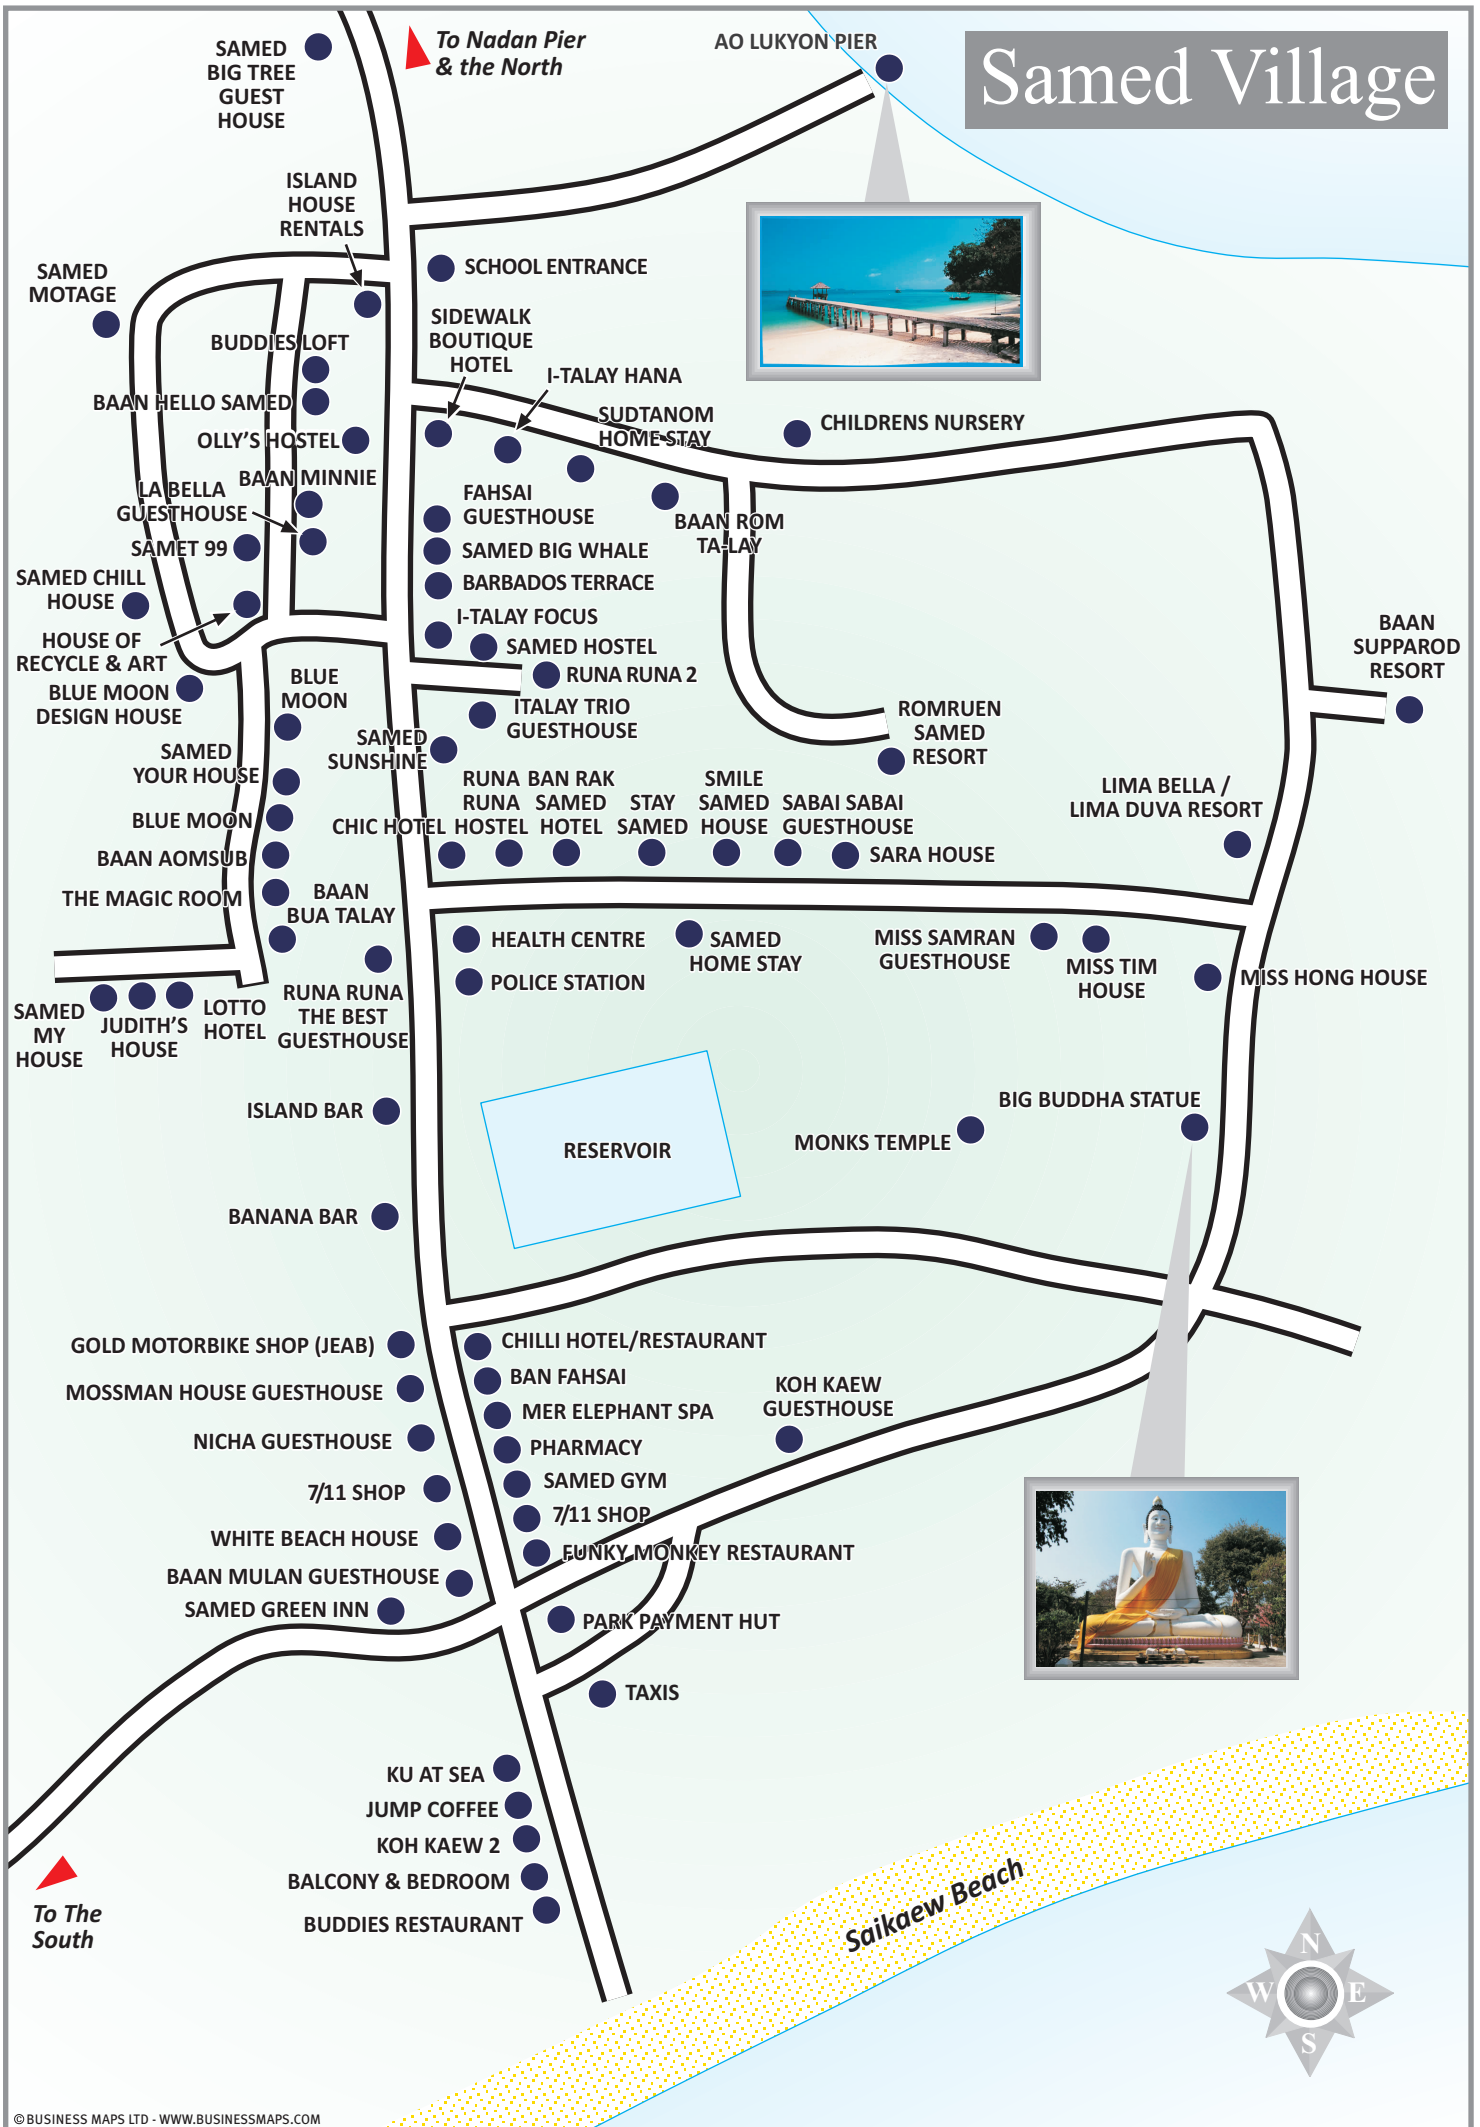 Samed Village
To Nadan Pier
& the North
AO LUKYON PIER
SAMED
BIG TREE
GUEST
HOUSE
ISLAND
HOUSE
RENTALS
SCHOOL ENTRANCE
SAMED
MOTAGE
SIDEWALK
BOUTIQUE
HOTEL
BUDDIES LOFT
I-TALAY HANA
BAAN HELLO SAMED
SUDTANOM
HOME STAY
CHILDRENS NURSERY
OLLY'S HOSTEL
BAAN MINNIE
LA BELLA
GUESTHOUSE
FAHSAI
GUESTHOUSE
BAAN ROM
TA-LAY
SAMET 99
SAMED BIG WHALE
SAMED CHILL
HOUSE
BARBADOS TERRACE
I-TALAY FOCUS
HOUSE OF
RECYCLE & ART
SAMED HOSTEL
BAAN
SUPPAROD
RESORT
RUNA RUNA 2
BLUE MOON
DESIGN HOUSE
BLUE
MOON
ITALAY TRIO
GUESTHOUSE
ROMRUEN
SAMED
RESORT
SAMED
SUNSHINE
SAMED
YOUR HOUSE
RUNA
RUNA
HOSTEL
BAN RAK
SAMED
HOTEL
STAY
SAMED
SMILE
SAMED
HOUSE
SABAI SABAI
GUESTHOUSE
LIMA BELLA /
LIMA DUVA RESORT
BLUE MOON
CHIC HOTEL
BAAN AOMSUB
SARA HOUSE
THE MAGIC ROOM
BAAN
BUA TALAY
HEALTH CENTRE
SAMED
HOME STAY
MISS SAMRAN
GUESTHOUSE
MISS TIM
HOUSE
MISS HONG HOUSE
POLICE STATION
SAMED
MY
HOUSE
JUDITH'S
HOUSE
LOTTO
HOTEL
RUNA RUNA
THE BEST
GUESTHOUSE
ISLAND BAR
BIG BUDDHA STATUE
RESERVOIR
MONKS TEMPLE
BANANA BAR
GOLD MOTORBIKE SHOP (JEAB)
CHILLI HOTEL/RESTAURANT
MOSSMAN HOUSE GUESTHOUSE
BAN FAHSAI
KOH KAEW
GUESTHOUSE
MER ELEPHANT SPA
NICHA GUESTHOUSE
PHARMACY
7/11 SHOP
SAMED GYM
7/11 SHOP
WHITE BEACH HOUSE
FUNKY MONKEY RESTAURANT
BAAN MULAN GUESTHOUSE
SAMED GREEN INN
PARK PAYMENT HUT
TAXIS
KU AT SEA
JUMP COFFEE
KOH KAEW 2
BALCONY & BEDROOM
BUDDIES RESTAURANT
To The
South
Saikaew Beach
N
W E
S
© BUSINESS MAPS LTD - WWW.BUSINESSMAPS.COM